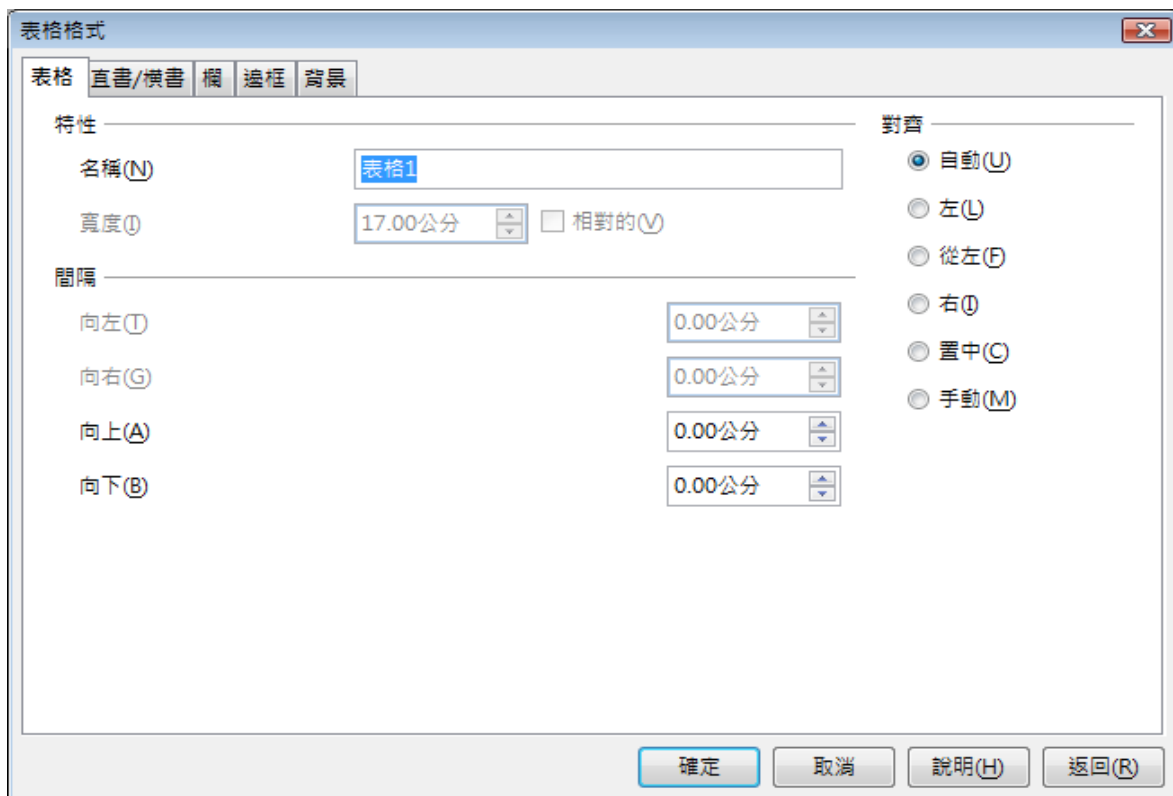 表格格式
表格 直書/橫書 欄 邊框 背景
特性
名稱(N) 表格1
寬度(I) 17.00公分 相對的(V)
間隔
向左(T) 0.00公分
向右(G) 0.00公分
向上(A) 0.00公分
向下(B) 0.00公分
對齊
自動(U)
左(L)
從左(F)
右(I)
置中(C)
手動(M)
確定 取消 說明(H) 返回(R)